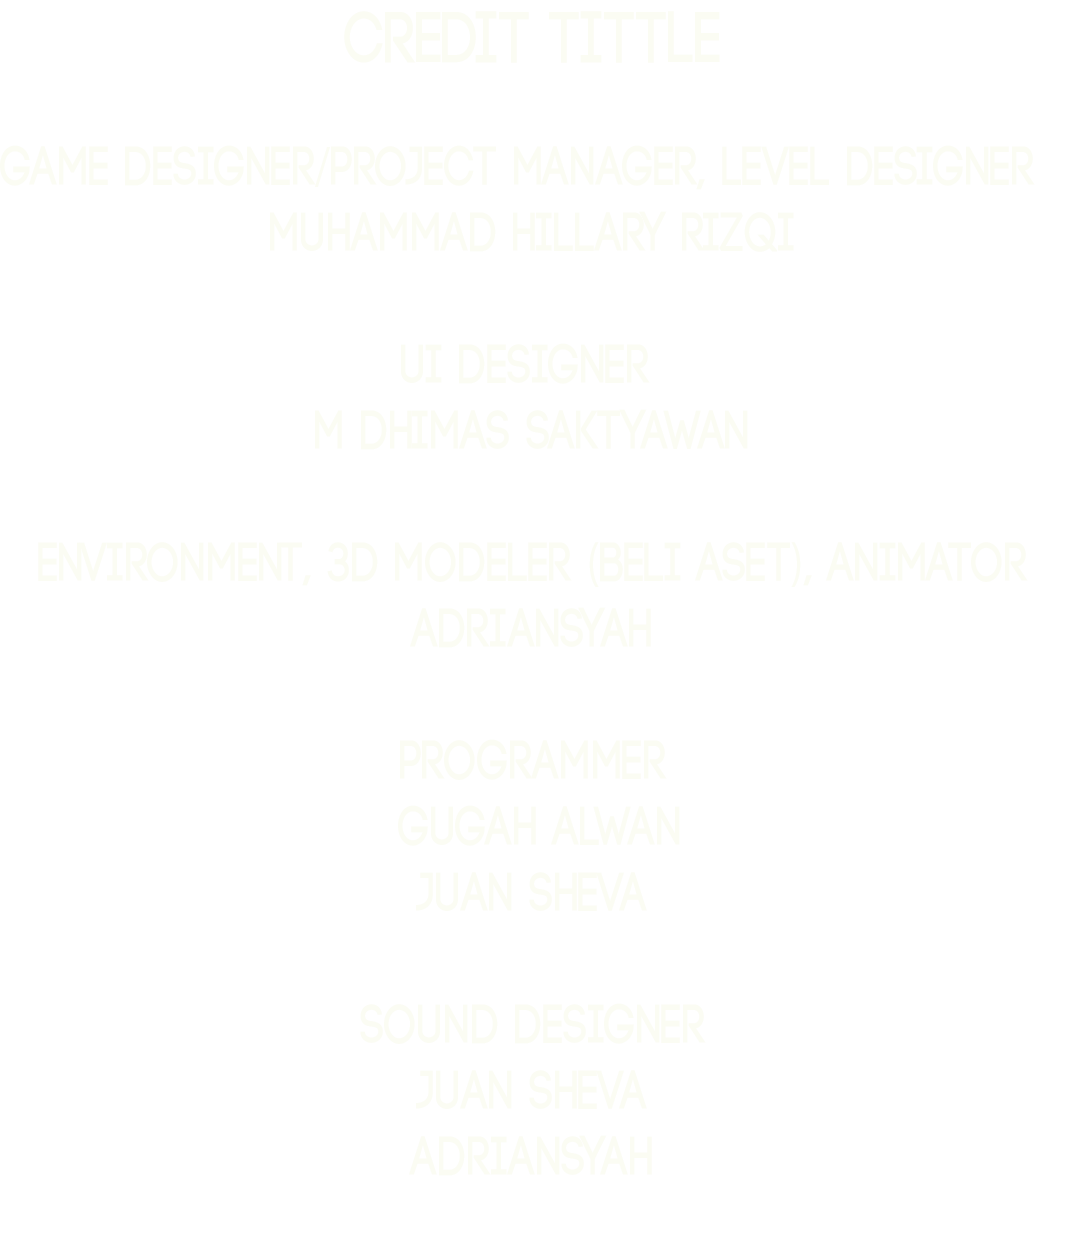 CREDIT TITTLE
GAME DESIGNER/PROJECT MANAGER, LEVEL DESIGNER
MUHAMMAD HILLARY RIZQI
UI DESIGNER
M DHIMAS SAKTYAWAN
ENVIRONMENT, 3D MODELER (BELI ASET), ANIMATOR
ADRIANSYAH
PROGRAMMER
GUGAH ALWAN
JUAN SHEVA
SOUND DESIGNER
JUAN SHEVA
ADRIANSYAH